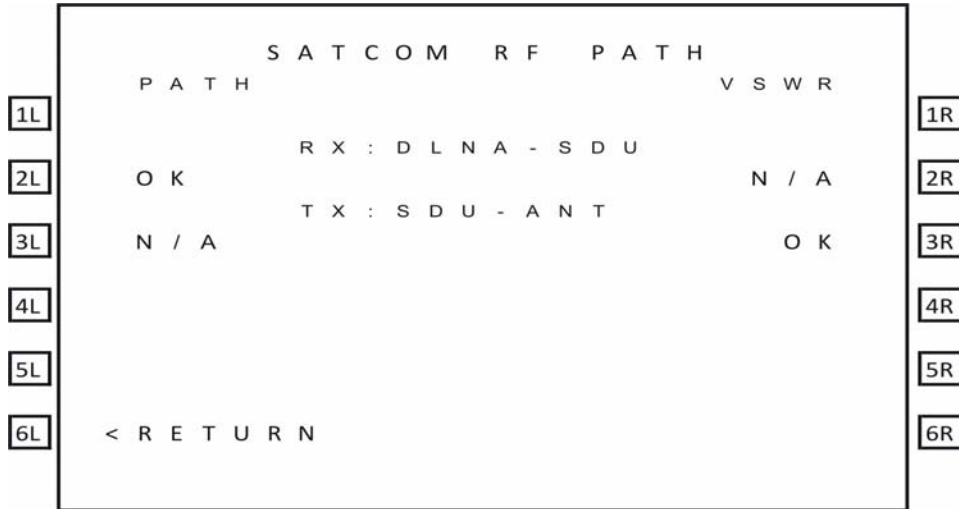 SATCOM RF PATH
PATH VSWR
1L 1R
RX:DLNA-SDU
2L OK N/A 2R
TX:SDU-ANT
3L N/A OK 3R
4L 4R
5L 5R
6L <RETURN 6R